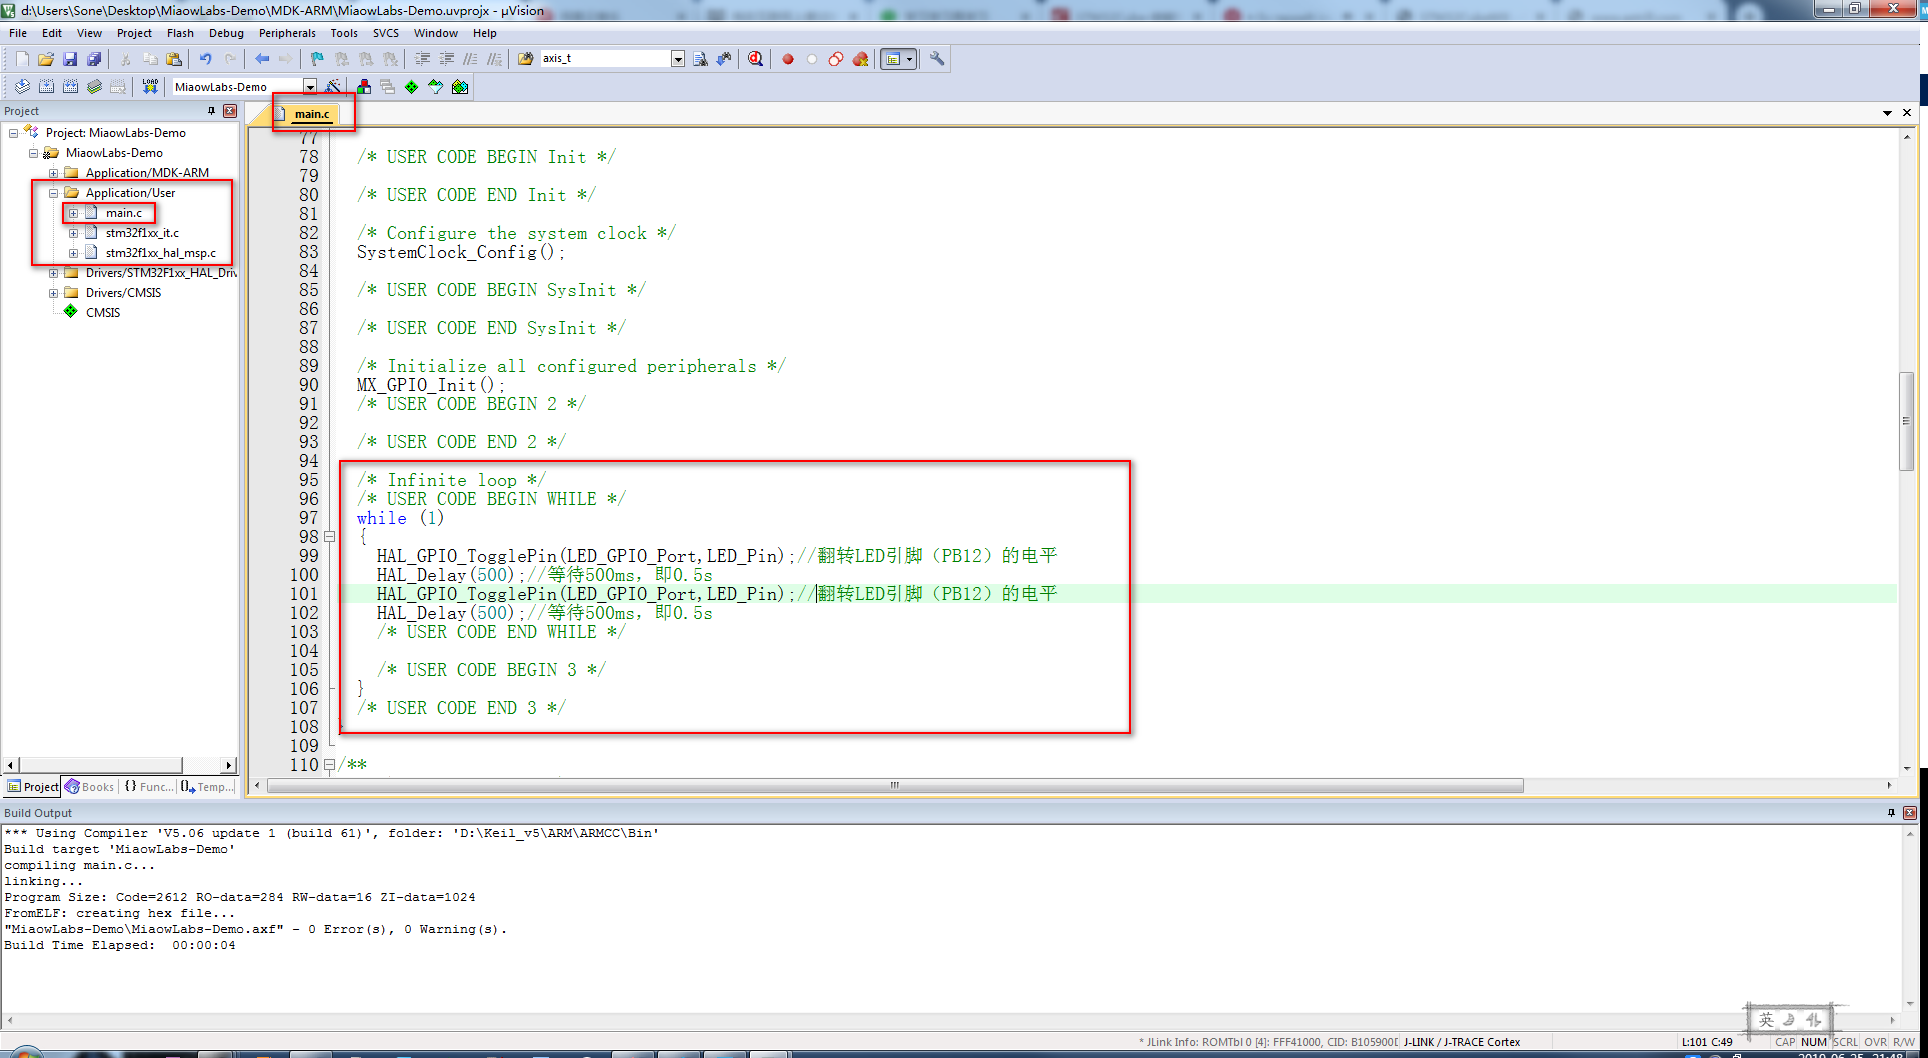 d:\Users\Sone\Desktop\MiaowLabs-Demo\MDK-ARM\MiaowLabs-Demo.uvprojx - µVision
File Edit View Project Flash Debug Peripherals Tools SVCS Window Help
axis_t
LOAD MiaowLabs-Demo
Project
main.c
Project: MiaowLabs-Demo
MiaowLabs-Demo
Application/MDK-ARM
Application/User
main.c
stm32f1xx_it.c
stm32f1xx_hal_msp.c
Drivers/STM32F1xx_HAL_Driv
Drivers/CMSIS
CMSIS
Project Books {} Func... Temp...
77
78 /* USER CODE BEGIN Init */
79
80 /* USER CODE END Init */
81
82 /* Configure the system clock */
83 SystemClock_Config();
84
85 /* USER CODE BEGIN SysInit */
86
87 /* USER CODE END SysInit */
88
89 /* Initialize all configured peripherals */
90 MX_GPIO_Init();
91 /* USER CODE BEGIN 2 */
92
93 /* USER CODE END 2 */
94
95 /* Infinite loop */
96 /* USER CODE BEGIN WHILE */
97 while (1)
98 {
99 HAL_GPIO_TogglePin(LED_GPIO_Port,LED_Pin);//翻转LED引脚（PB12）的电平
100 HAL_Delay(500);//等待500ms，即0.5s
101 HAL_GPIO_TogglePin(LED_GPIO_Port,LED_Pin);//翻转LED引脚（PB12）的电平
102 HAL_Delay(500);//等待500ms，即0.5s
103 /* USER CODE END WHILE */
104
105 /* USER CODE BEGIN 3 */
106 }
107 /* USER CODE END 3 */
108 }
109
110 /**
Build Output
*** Using Compiler 'V5.06 update 1 (build 61)', folder: 'D:\Keil_v5\ARM\ARMCC\Bin'
Build target 'MiaowLabs-Demo'
compiling main.c...
linking...
Program Size: Code=2612 RO-data=284 RW-data=16 ZI-data=1024
FromELF: creating hex file...
"MiaowLabs-Demo\MiaowLabs-Demo.axf" - 0 Error(s), 0 Warning(s).
Build Time Elapsed:  00:00:04
英
* JLink Info: ROMTbl 0 [4]: FFF41000, CID: B105900D J-LINK / J-TRACE Cortex L:101 C:49 CAP NUM SCRL OVR R/W